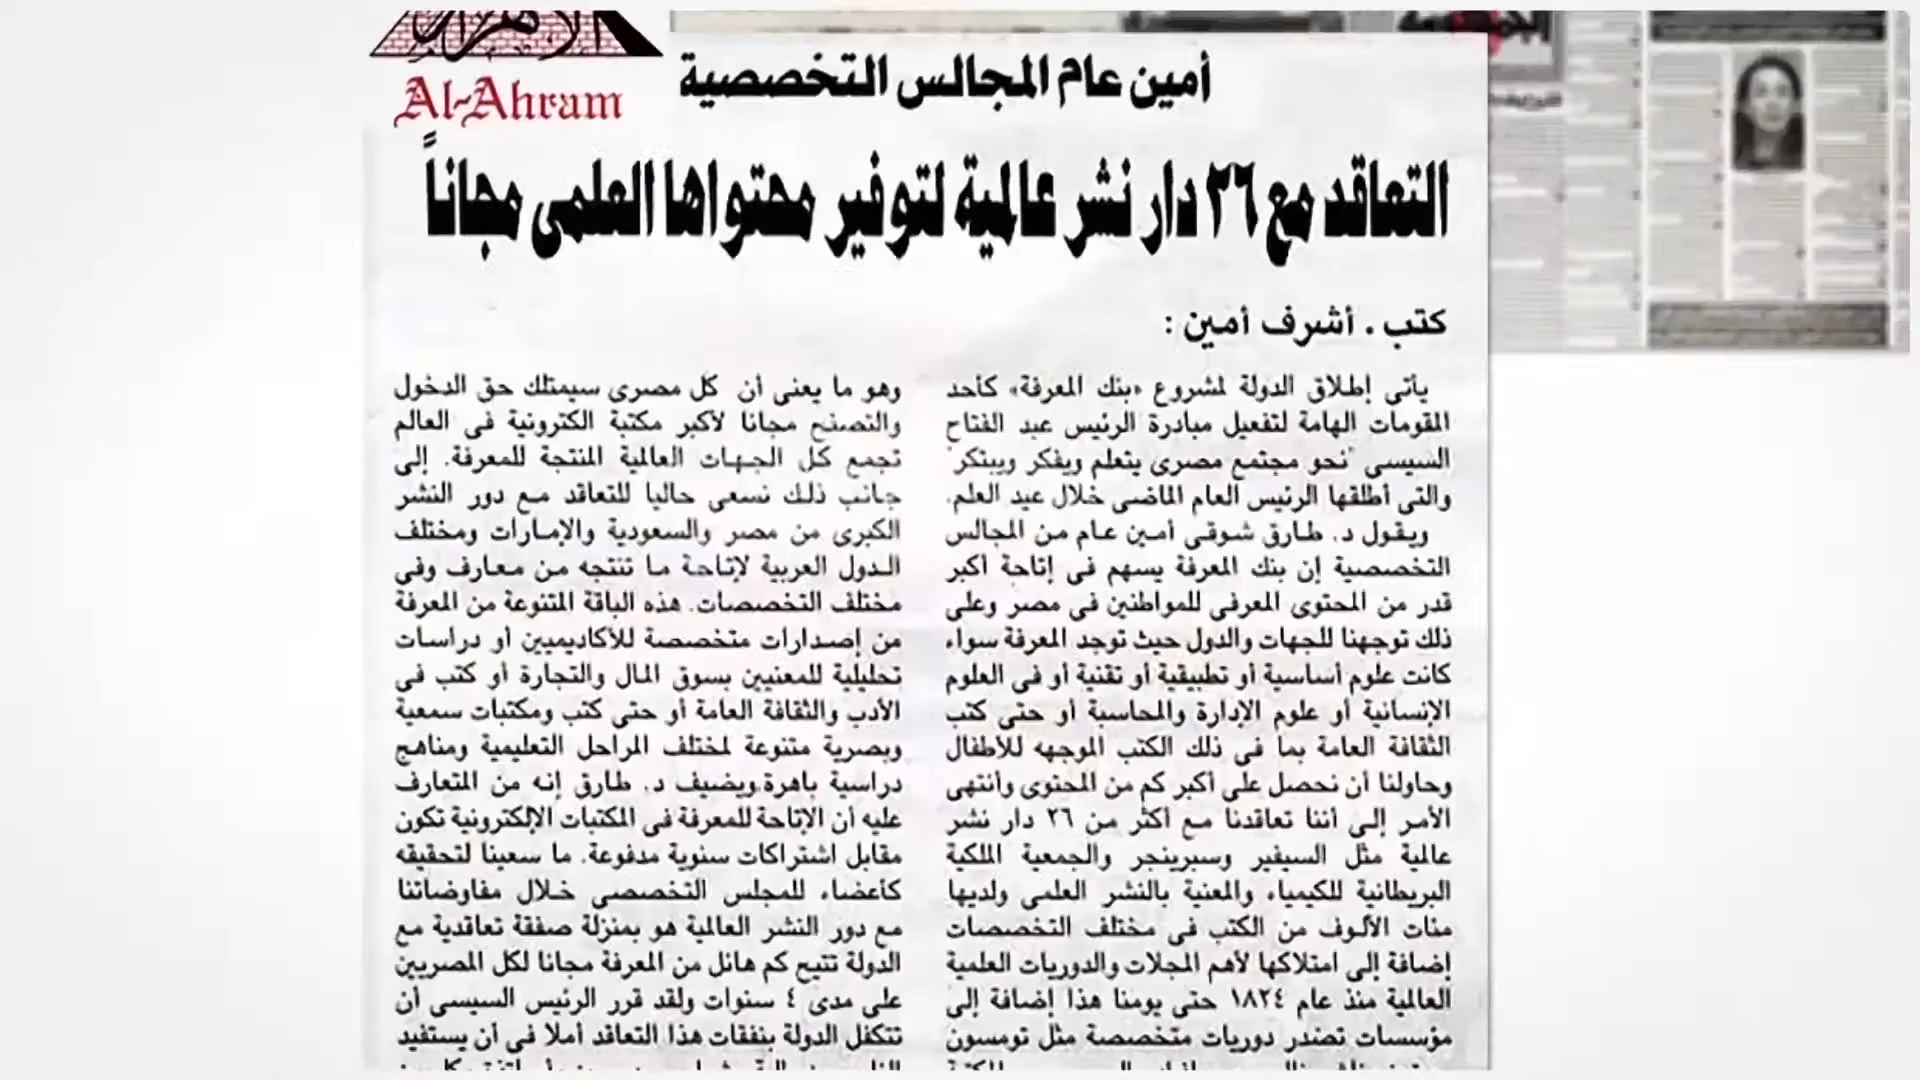 الأهرام
Al-Ahram
أمين عام المجالس التخصصية
التعاقد مع ٢٦ دار نشر عالمية لتوفير محتواها العلمى مجاناً
كتب . أشرف أمين :
يأتى إطلاق الدولة لمشروع «بنك المعرفة» كأحد
المقومات الهامة لتفعيل مبادرة الرئيس عبد الفتاح
السيسى "نحو مجتمع مصرى يتعلم ويفكر ويبتكر"
والتى أطلقها الرئيس العام الماضى خلال عيد العلم.
ويقول د. طارق شوقى أمين عام من المجالس
التخصصية إن بنك المعرفة يسهم فى إتاحة أكبر
قدر من المحتوى المعرفى للمواطنين فى مصر وعلى
ذلك توجهنا للجهات والدول حيث توجد المعرفة سواء
كانت علوم أساسية أو تطبيقية أو تقنية أو فى العلوم
الإنسانية أو علوم الإدارة والمحاسبة أو حتى كتب
الثقافة العامة بما فى ذلك الكتب الموجهه للأطفال
وحاولنا أن نحصل على أكبر كم من المحتوى وأنتهى
الأمر إلى أننا تعاقدنا مع أكثر من ٢٦ دار نشر
عالمية مثل السيفير وسبرينجر والجمعية الملكية
البريطانية للكيمياء والمعنية بالنشر العلمى ولديها
مئات الألوف من الكتب فى مختلف التخصصات
إضافة إلى امتلاكها لأهم المجلات والدوريات العلمية
العالمية منذ عام ١٨٢٤ حتى يومنا هذا إضافة إلى
مؤسسات تصدر دوريات متخصصة مثل تومسون
وهو ما يعنى أن كل مصرى سيمتلك حق الدخول
والتصفح مجانا لأكبر مكتبة الكترونية فى العالم
تجمع كل الجهات العالمية المنتجة للمعرفة. إلى
جانب ذلك نسعى حاليا للتعاقد مع دور النشر
الكبرى من مصر والسعودية والإمارات ومختلف
الدول العربية لإتاحة ما تنتجه من معارف وفى
مختلف التخصصات. هذه الباقة المتنوعة من المعرفة
من إصدارات متخصصة للأكاديميين أو دراسات
تحليلية للمعنيين بسوق المال والتجارة أو كتب فى
الأدب والثقافة العامة أو حتى كتب ومكتبات سمعية
وبصرية متنوعة لمختلف المراحل التعليمية ومناهج
دراسية باهرة.ويضيف د. طارق إنه من المتعارف
عليه أن الإتاحة للمعرفة فى المكتبات الإلكترونية تكون
مقابل اشتراكات سنوية مدفوعة. ما سعينا لتحقيقه
كأعضاء للمجلس التخصصى خلال مفاوضاتنا
مع دور النشر العالمية هو بمنزلة صفقة تعاقدية مع
الدولة تتيح كم هائل من المعرفة مجانا لكل المصريين
على مدى ٤ سنوات ولقد قرر الرئيس السيسى أن
تتكفل الدولة بنفقات هذا التعاقد أملا فى أن يستفيد